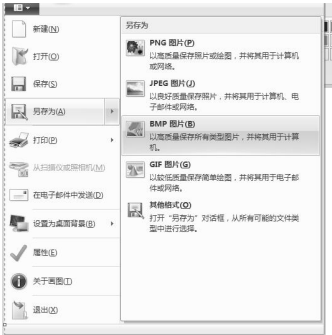 新建(N)
打开(O)
保存(S)
另存为(A)
打印(P)
从扫描仪或照相机(M)
在电子邮件中发送(D)
设置为桌面背景(B)
属性(E)
关于画图(T)
退出(X)
另存为
PNG 图片(P)
以高质量保存照片或绘图，并将其用于计算机
或网络。
JPEG 图片(J)
以良好质量保存照片，并将其用于计算机、电
子邮件或网络。
BMP 图片(B)
以高质量保存所有类型图片，并将其用于计算
机。
GIF 图片(G)
以较低质量保存简单绘图，并将其用于电子邮
件或网络。
其他格式(O)
打开“另存为”对话框，从所有可能的文件类
型中进行选择。